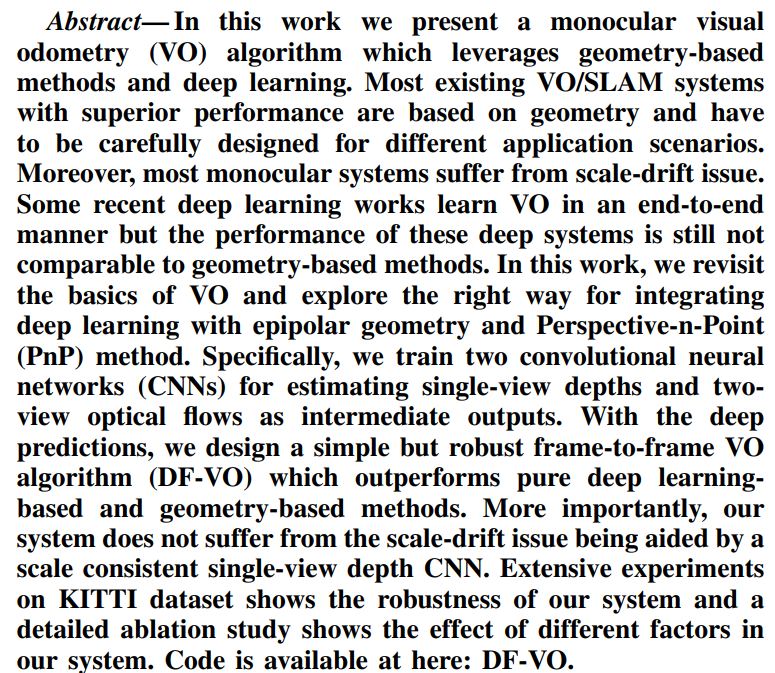 Abstract— In this work we present a monocular visual
odometry (VO) algorithm which leverages geometry-based
methods and deep learning. Most existing VO/SLAM systems
with superior performance are based on geometry and have
to be carefully designed for different application scenarios.
Moreover, most monocular systems suffer from scale-drift issue.
Some recent deep learning works learn VO in an end-to-end
manner but the performance of these deep systems is still not
comparable to geometry-based methods. In this work, we revisit
the basics of VO and explore the right way for integrating
deep learning with epipolar geometry and Perspective-n-Point
(PnP) method. Specifically, we train two convolutional neural
networks (CNNs) for estimating single-view depths and two-
view optical flows as intermediate outputs. With the deep
predictions, we design a simple but robust frame-to-frame VO
algorithm (DF-VO) which outperforms pure deep learning-
based and geometry-based methods. More importantly, our
system does not suffer from the scale-drift issue being aided by a
scale consistent single-view depth CNN. Extensive experiments
on KITTI dataset shows the robustness of our system and a
detailed ablation study shows the effect of different factors in
our system. Code is available at here: DF-VO.